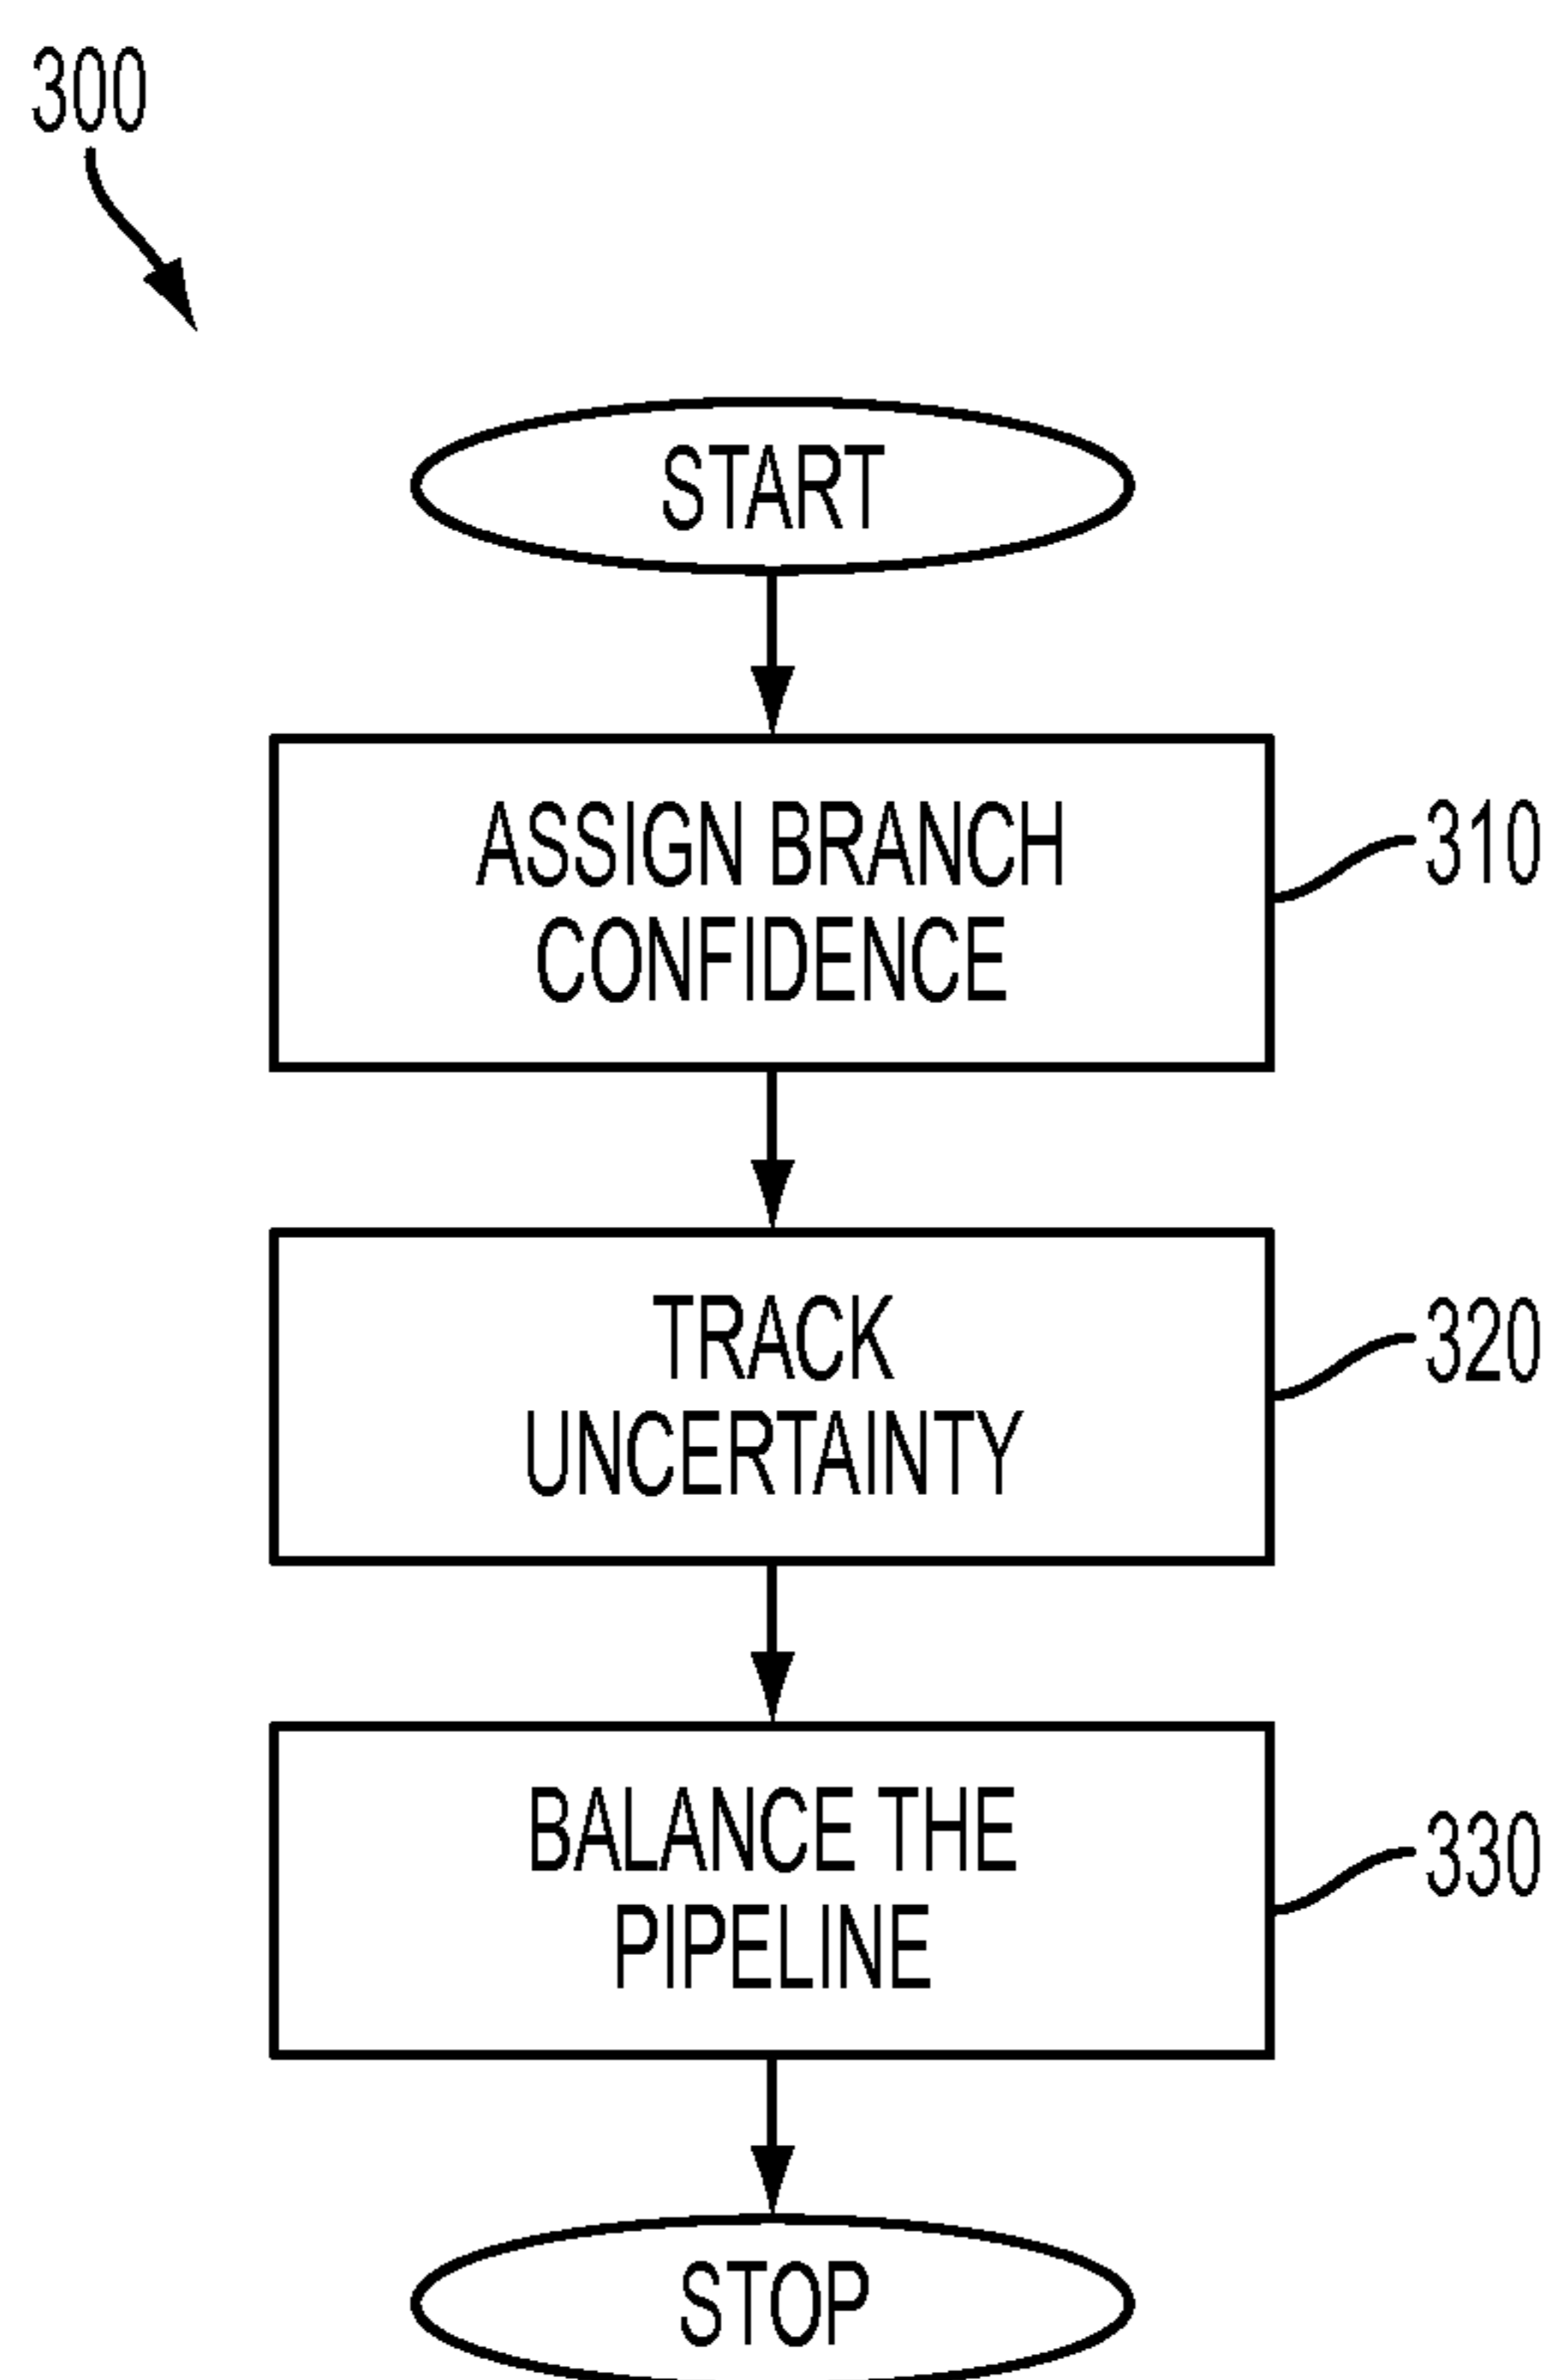 300
START
ASSIGN BRANCH
CONFIDENCE
310
TRACK
UNCERTAINTY
320
BALANCE THE
PIPELINE
330
STOP